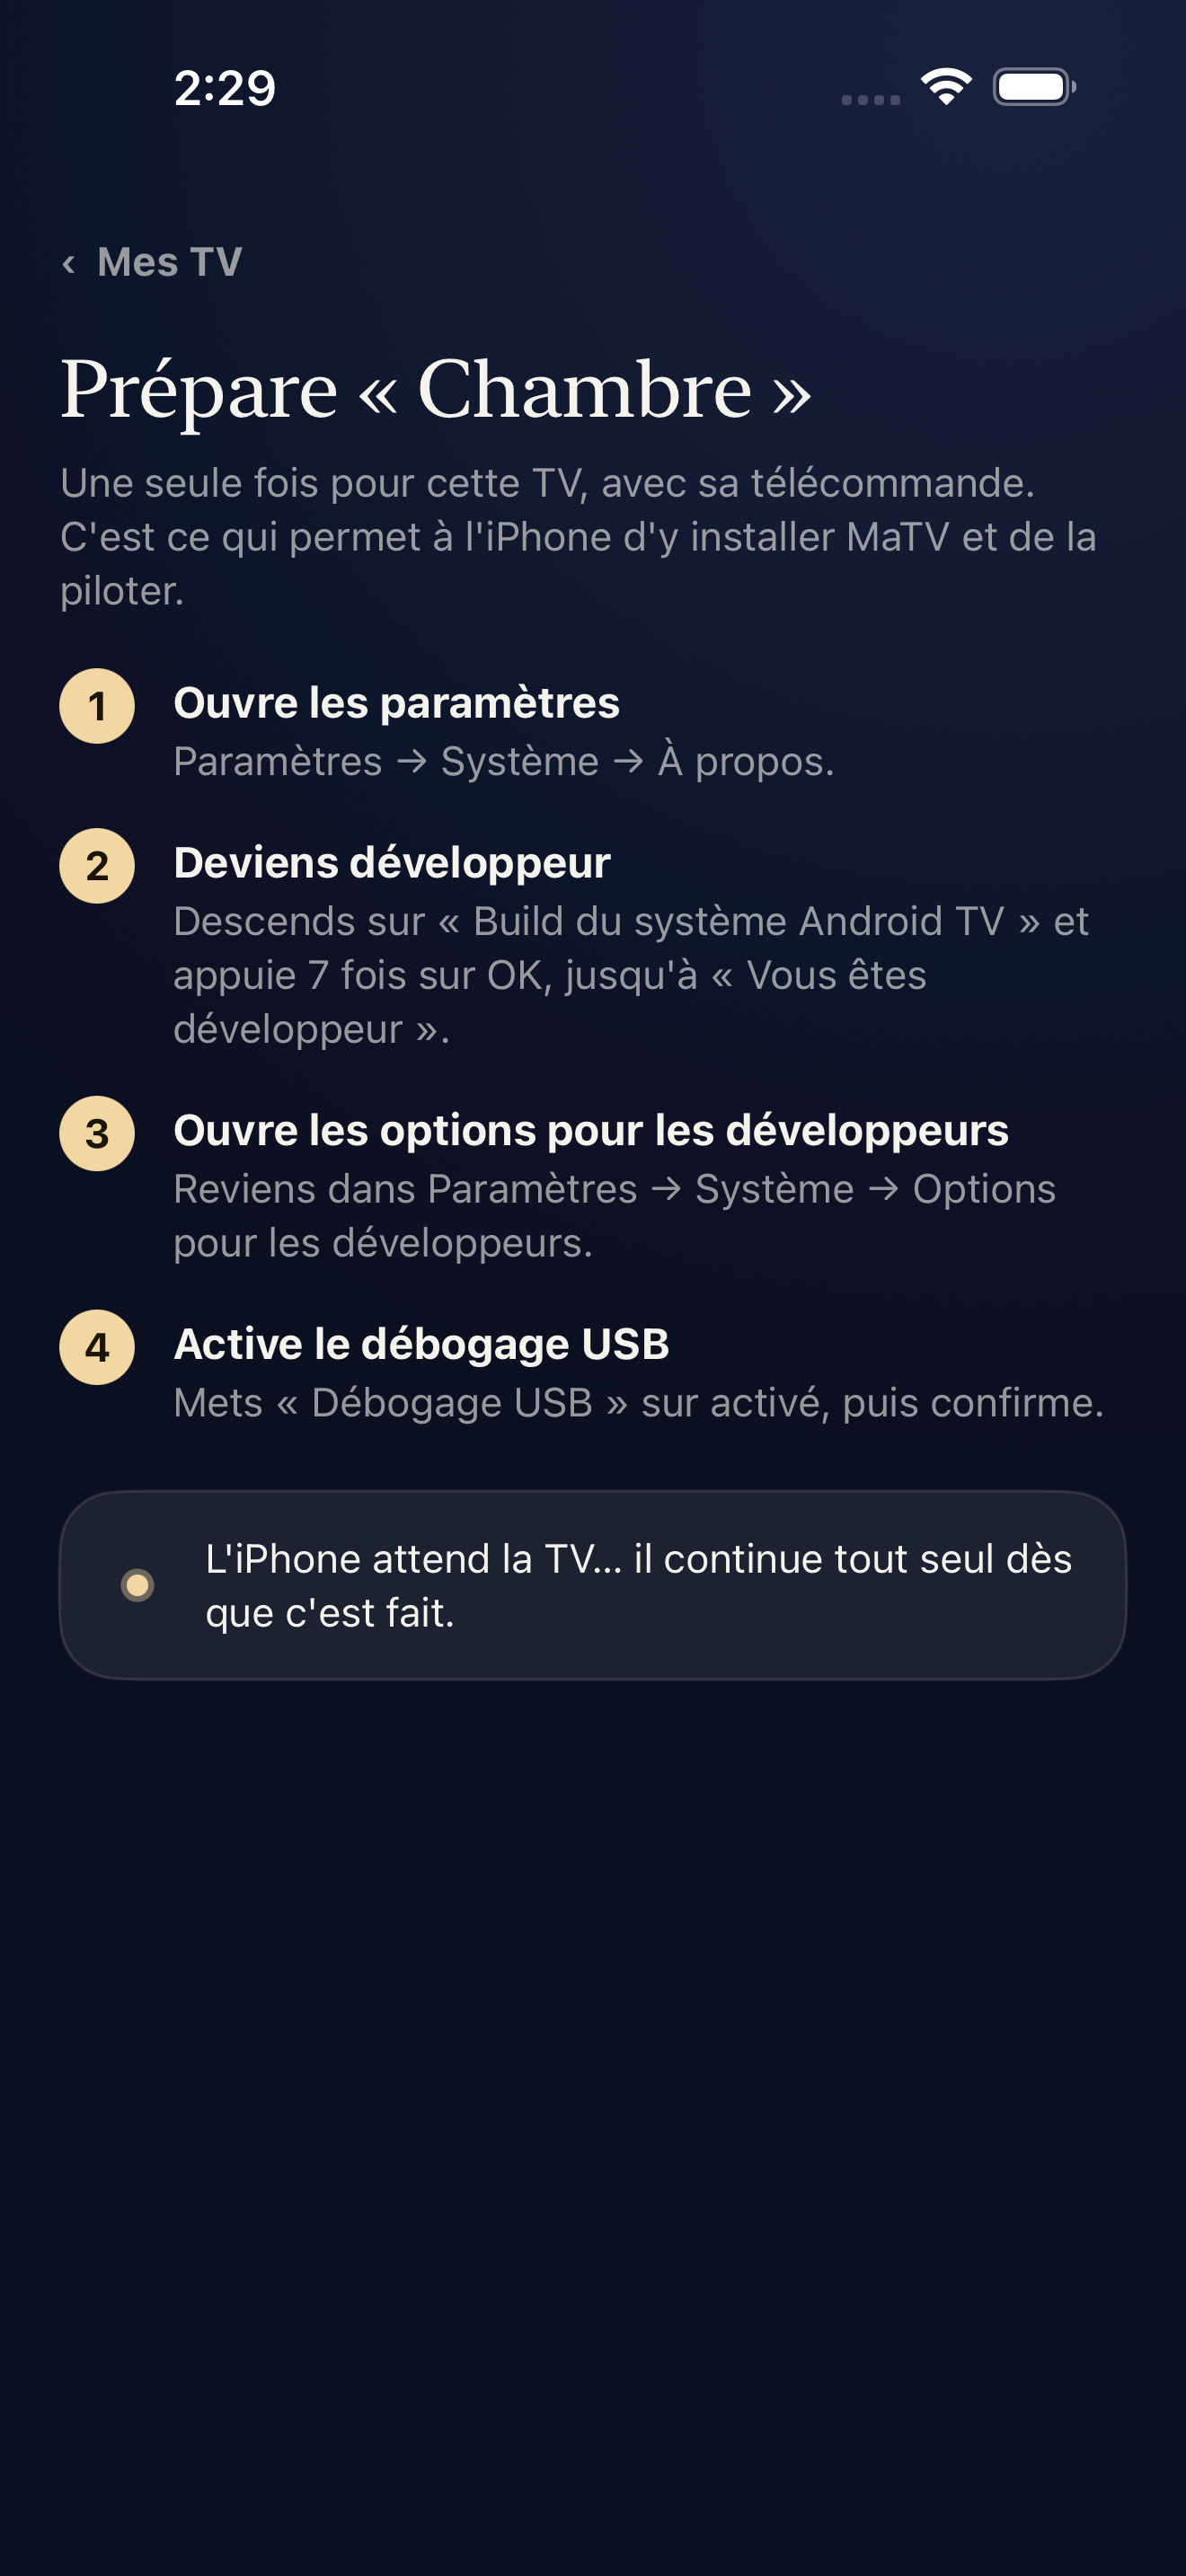 2:29
‹ Mes TV
Prépare « Chambre »
Une seule fois pour cette TV, avec sa télécommande.
C'est ce qui permet à l'iPhone d'y installer MaTV et de la
piloter.
1
Ouvre les paramètres
Paramètres → Système → À propos.
2
Deviens développeur
Descends sur « Build du système Android TV » et
appuie 7 fois sur OK, jusqu'à « Vous êtes
développeur ».
3
Ouvre les options pour les développeurs
Reviens dans Paramètres → Système → Options
pour les développeurs.
4
Active le débogage USB
Mets « Débogage USB » sur activé, puis confirme.
L'iPhone attend la TV... il continue tout seul dès
que c'est fait.